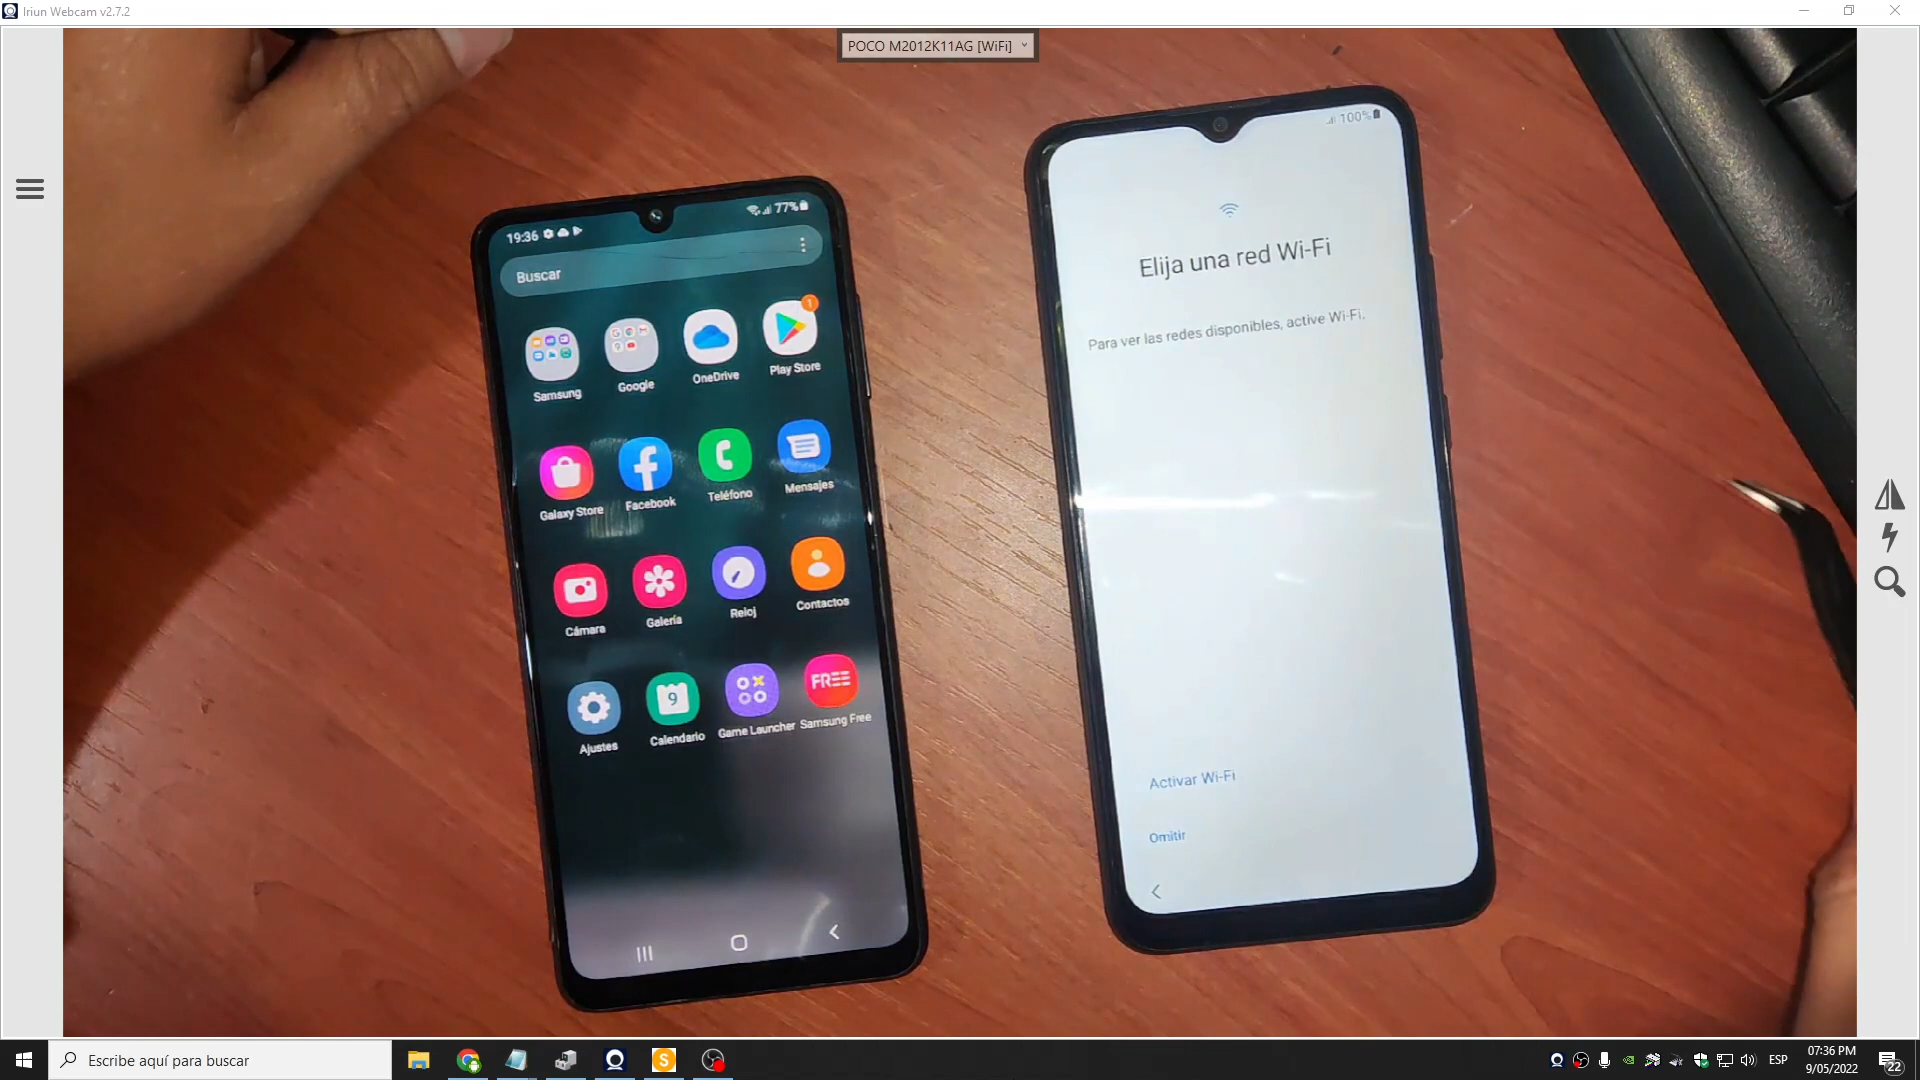 Iriun Webcam v2.7.2
POCO M2012K11AG [WiFi]
19:36
77%
Buscar
Samsung
Google
OneDrive
1
Play Store
Galaxy Store
Facebook
Teléfono
Mensajes
Cámara
Galería
Reloj
Contactos
Ajustes
9
Calendario
Game Launcher
FREE
Samsung Free
100%
Elija una red Wi-Fi
Para ver las redes disponibles, active Wi-Fi.
Activar Wi-Fi
Omitir
Escribe aquí para buscar
S
ESP
07:36 PM
9/05/2022
22